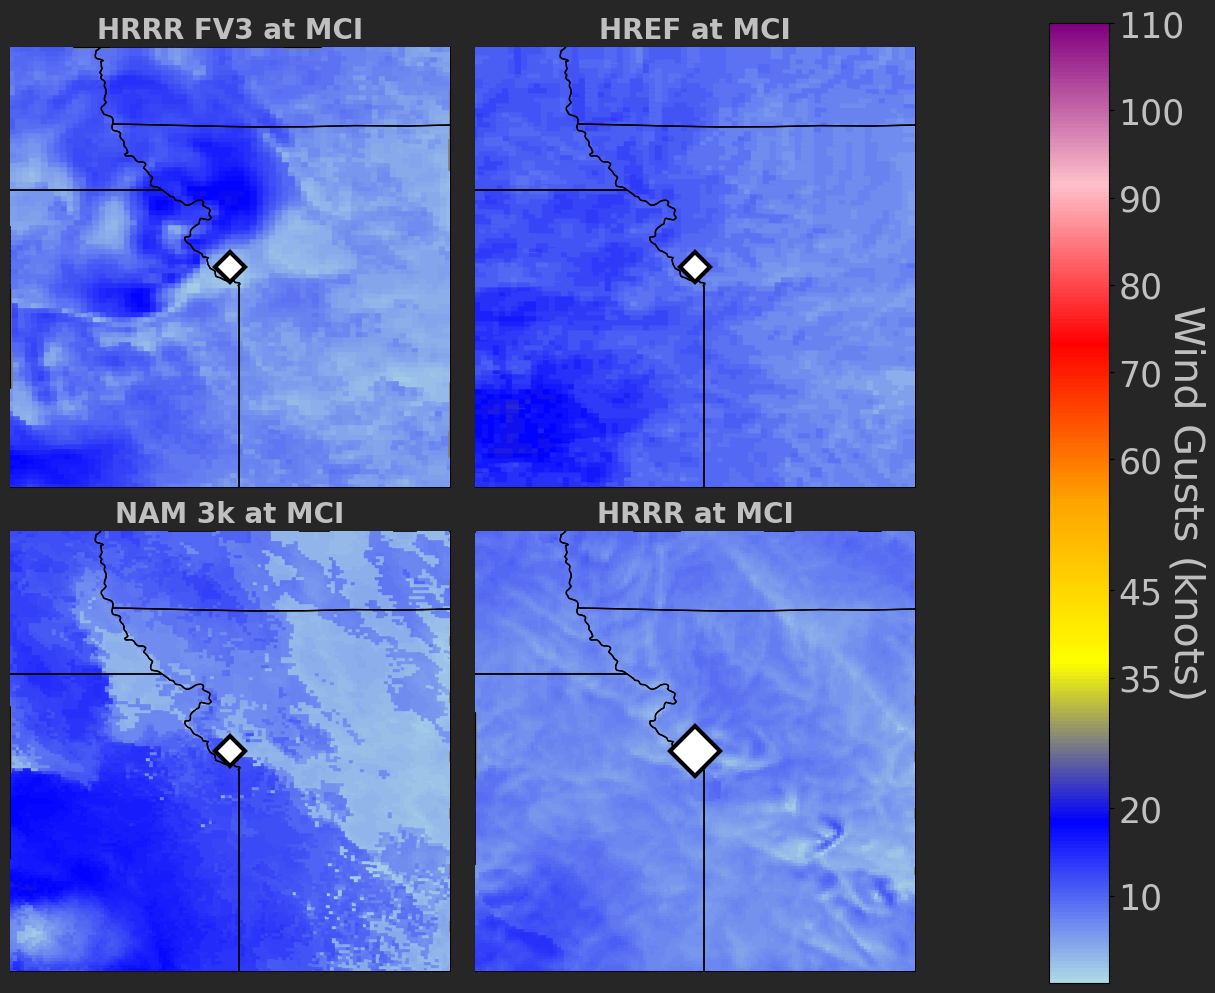 HRRR FV3 at MCI
HREF at MCI
NAM 3k at MCI
HRRR at MCI
110
100
90
80
70
60
45
35
20
10
Wind Gusts (knots)